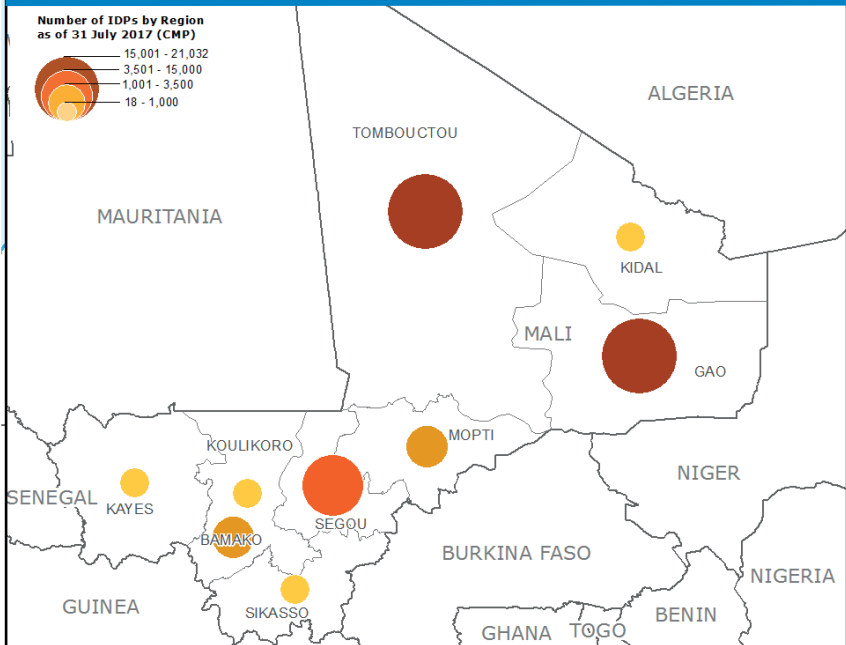 Number of IDPs by Region
as of 31 July 2017 (CMP)
15,001 - 21,032
3,501 - 15,000
1,001 - 3,500
18 - 1,000
ALGERIA
TOMBOUCTOU
MAURITANIA
KIDAL
MALI
GAO
MOPTI
KOULIKORO
NIGER
SENEGAL
KAYES
SEGOU
BAMAKO
BURKINA FASO
NIGERIA
GUINEA
SIKASSO
BENIN
GHANA
TOGO